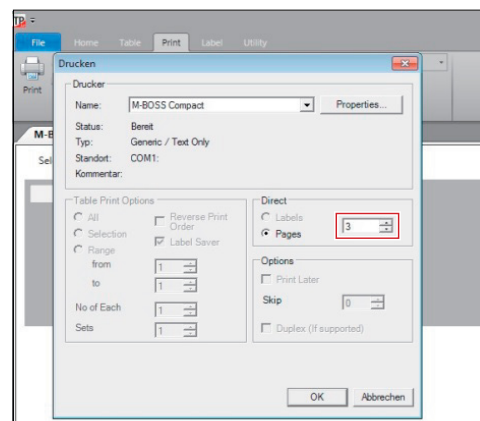 TP
File Home Table Print Label Utility
Print
Drucken
Drucker
Name: M-BOSS Compact Properties...
Status: Bereit
Typ: Generic / Text Only
Standort: COM1:
Kommentar:
Table Print Options
All Reverse Print Order
Selection Label Saver
Range
from 1
to 1
No of Each 1
Sets 1
Direct
Labels
Pages 3
Options
Print Later
Skip 0
Duplex (If supported)
OK Abbrechen
M-B
Sel